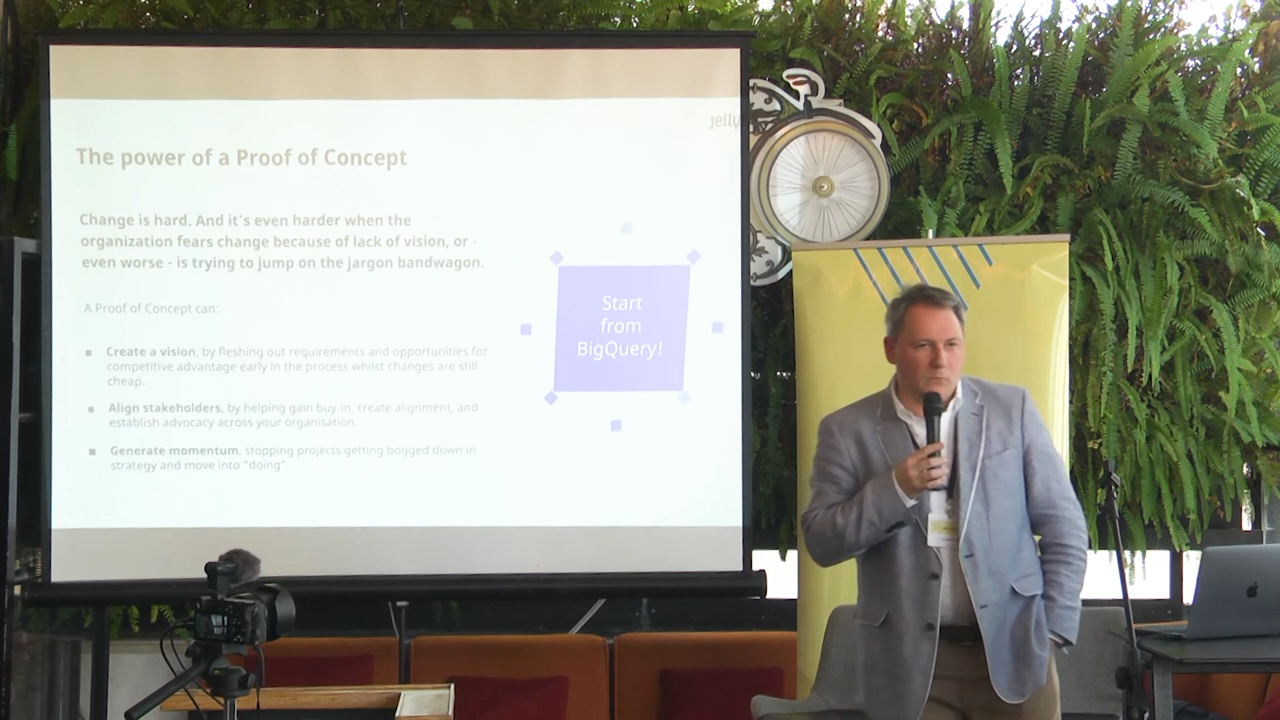 jelly
The power of a Proof of Concept
Change is hard. And it's even harder when the
organization fears change because of lack of vision, or -
even worse - is trying to jump on the jargon bandwagon.
A Proof of Concept can:
Create a vision, by fleshing out requirements and opportunities for
competitive advantage early in the process whilst changes are still
cheap.
Align stakeholders, by helping gain buy-in, create alignment, and
establish advocacy across your organisation.
Generate momentum, stopping projects getting bogged down in
strategy and move into "doing"
Start
from
BigQuery!